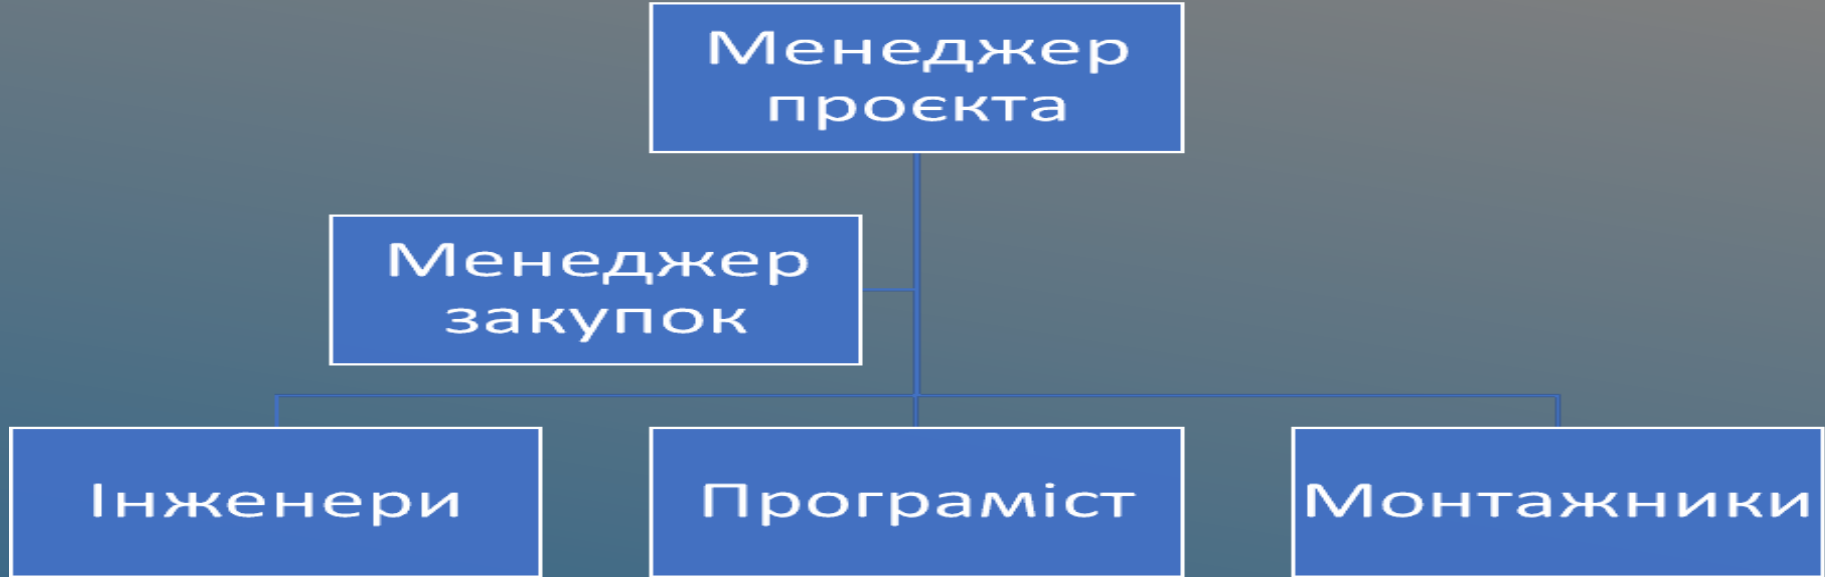 Менеджер
проєкта
Менеджер
закупок
Інженери
Програміст
Монтажники